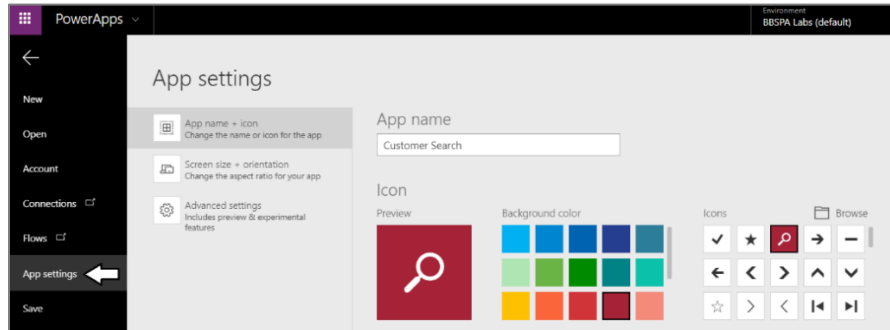 PowerApps
Environment
BBSPA Labs (default)
New
Open
Account
Connections
Flows
App settings
Save
App settings
App name + icon
Change the name or icon for the app
Screen size + orientation
Change the aspect ratio for your app
Advanced settings
Includes preview & experimental
features
App name
Customer Search
Icon
Preview
Background color
Icons
Browse